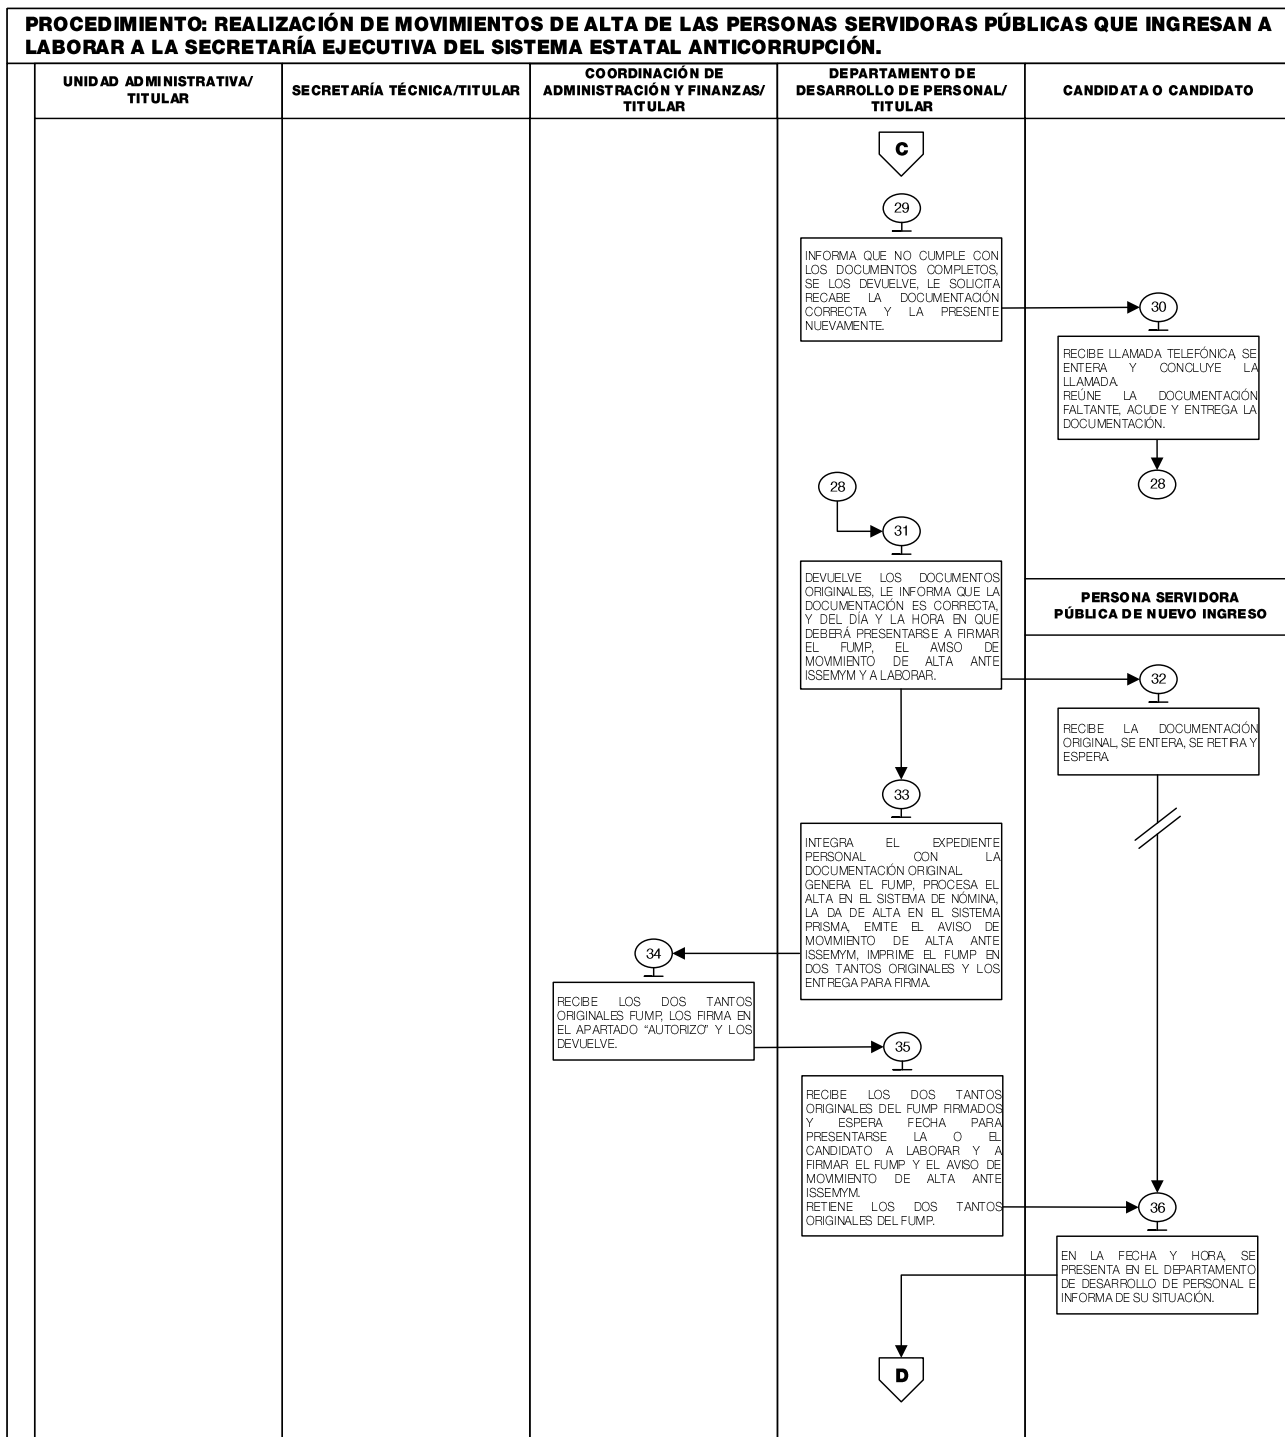 PROCEDIMIENTO: REALIZACIÓN DE MOVIMIENTOS DE ALTA DE LAS PERSONAS SERVIDORAS PÚBLICAS QUE INGRESAN A
LABORAR A LA SECRETARÍA EJECUTIVA DEL SISTEMA ESTATAL ANTICORRUPCIÓN.
UNIDAD ADMINISTRATIVA/
TITULAR
SECRETARÍA TÉCNICA/TITULAR
COORDINACIÓN DE
ADMINISTRACIÓN Y FINANZAS/
TITULAR
DEPARTAMENTO DE
DESARROLLO DE PERSONAL/
TITULAR
CANDIDATA O CANDIDATO
C
29
INFORMA QUE NO CUMPLE CON
LOS DOCUMENTOS COMPLETOS,
SE LOS DEVUELVE, LE SOLICITA
RECABE LA DOCUMENTACIÓN
CORRECTA Y LA PRESENTE
NUEVAMENTE.
30
RECIBE LLAMADA TELEFÓNICA, SE
ENTERA Y CONCLUYE LA
LLAMADA.
REÚNE LA DOCUMENTACIÓN
FALTANTE, ACUDE Y ENTREGA LA
DOCUMENTACIÓN.
28
28
31
DEVUELVE LOS DOCUMENTOS
ORIGINALES, LE INFORMA QUE LA
DOCUMENTACIÓN ES CORRECTA,
Y DEL DÍA Y LA HORA EN QUE
DEBERÁ PRESENTARSE A FIRMAR
EL FUMP, EL AVISO DE
MOVIMIENTO DE ALTA ANTE
ISSEMYM Y A LABORAR.
PERSONA SERVIDORA
PÚBLICA DE NUEVO INGRESO
32
RECIBE LA DOCUMENTACIÓN
ORIGINAL, SE ENTERA, SE RETIRA Y
ESPERA.
33
INTEGRA EL EXPEDIENTE
PERSONAL CON LA
DOCUMENTACIÓN ORIGINAL.
GENERA EL FUMP, PROCESA EL
ALTA EN EL SISTEMA DE NÓMINA,
LA DA DE ALTA EN EL SISTEMA
PRISMA, EMITE EL AVISO DE
MOVIMIENTO DE ALTA ANTE
ISSEMYM, IMPRIME EL FUMP EN
DOS TANTOS ORIGINALES Y LOS
ENTREGA PARA FIRMA.
34
RECIBE LOS DOS TANTOS
ORIGINALES FUMP, LOS FIRMA EN
EL APARTADO “AUTORIZO” Y LOS
DEVUELVE.
35
RECIBE LOS DOS TANTOS
ORIGINALES DEL FUMP FIRMADOS
Y ESPERA FECHA PARA
PRESENTARSE LA O EL
CANDIDATO A LABORAR Y A
FIRMAR EL FUMP Y EL AVISO DE
MOVIMIENTO DE ALTA ANTE
ISSEMYM.
RETIENE LOS DOS TANTOS
ORIGINALES DEL FUMP.
36
EN LA FECHA Y HORA, SE
PRESENTA EN EL DEPARTAMENTO
DE DESARROLLO DE PERSONAL E
INFORMA DE SU SITUACIÓN.
D